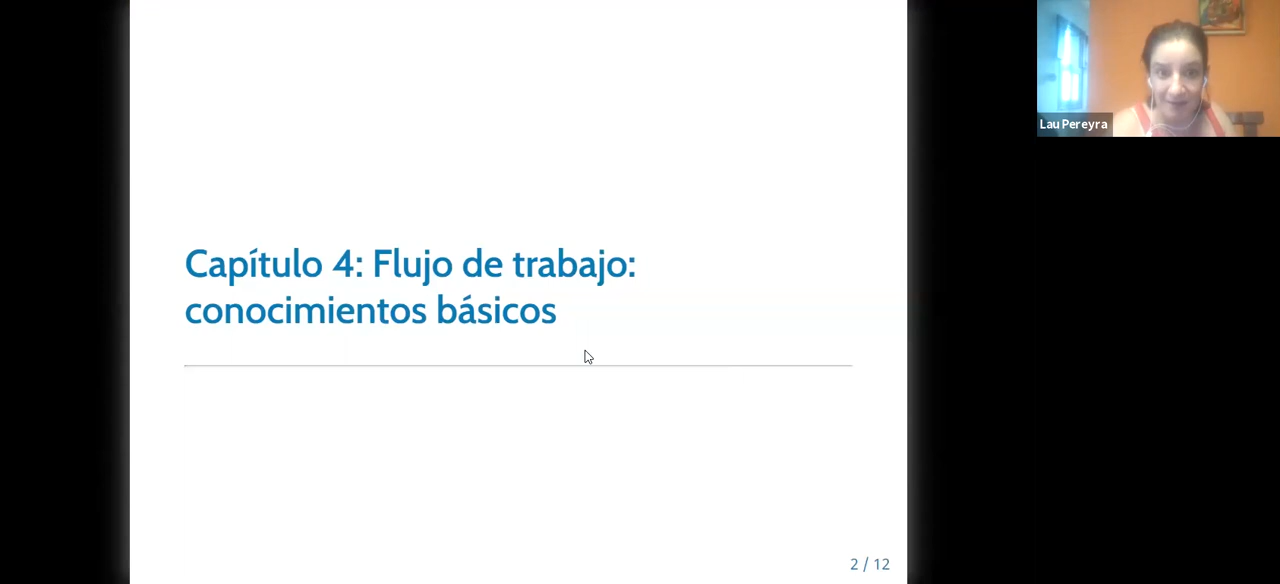 Lau Pereyra
Capítulo 4: Flujo de trabajo:
conocimientos básicos
2 / 12